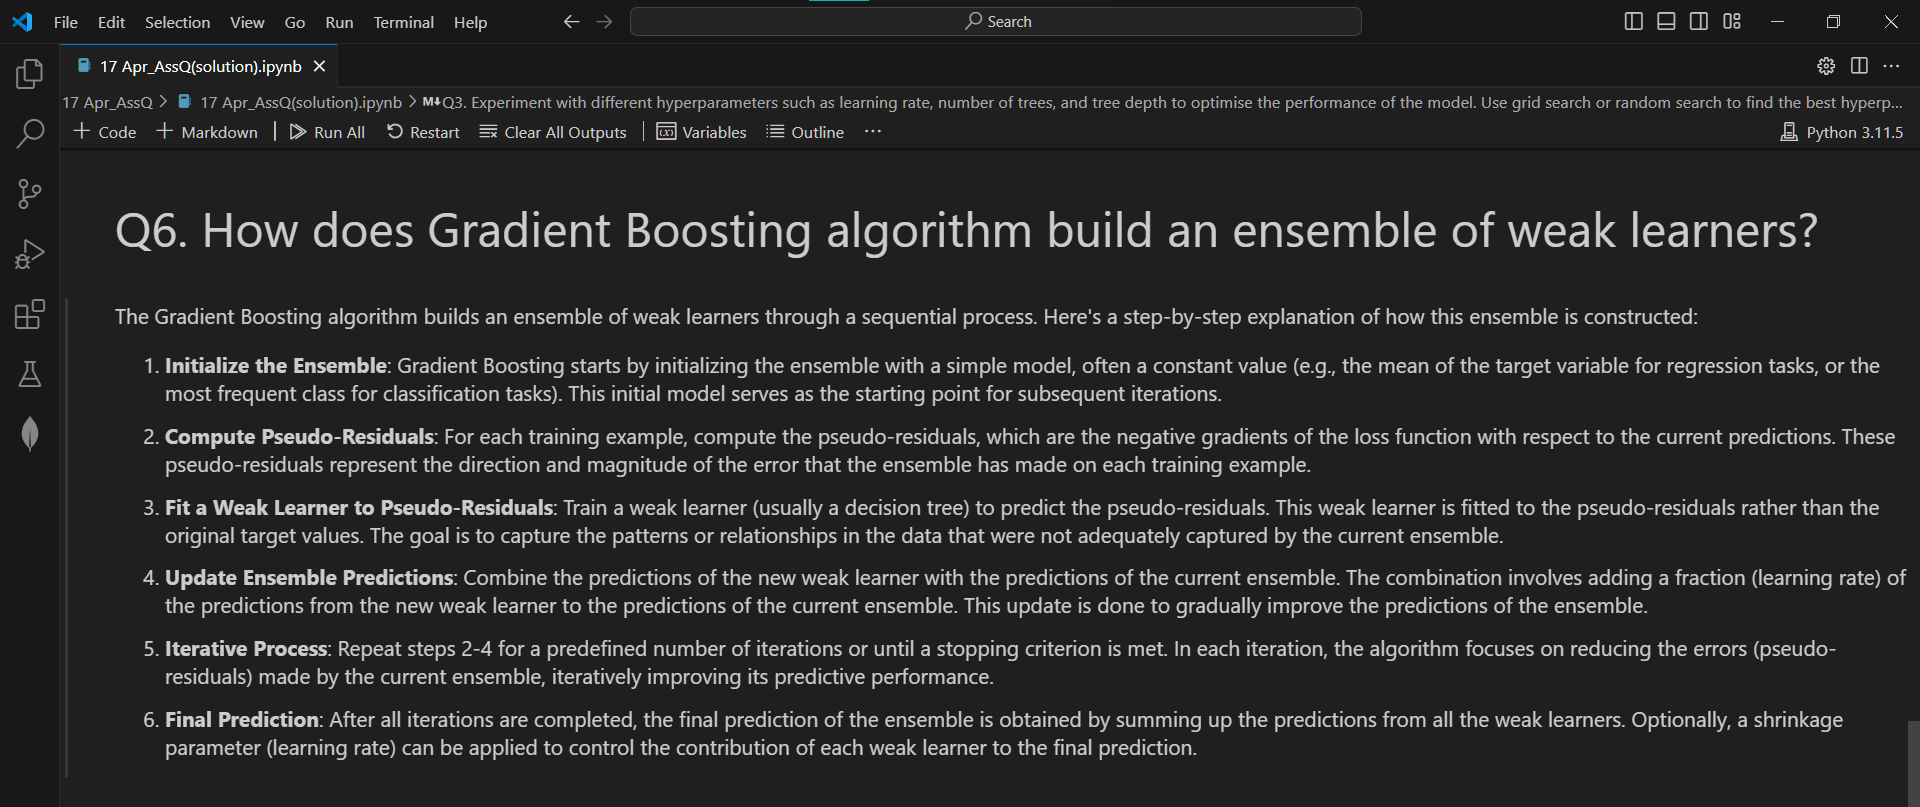 File Edit Selection View Go Run Terminal Help
Search
17 Apr_AssQ(solution).ipynb
17 Apr_AssQ > 17 Apr_AssQ(solution).ipynb > M↓Q3. Experiment with different hyperparameters such as learning rate, number of trees, and tree depth to optimise the performance of the model. Use grid search or random search to find the best hyperp...
+ Code + Markdown | Run All Restart Clear All Outputs | Variables Outline ... Python 3.11.5
Q6. How does Gradient Boosting algorithm build an ensemble of weak learners?
The Gradient Boosting algorithm builds an ensemble of weak learners through a sequential process. Here's a step-by-step explanation of how this ensemble is constructed:
1. Initialize the Ensemble: Gradient Boosting starts by initializing the ensemble with a simple model, often a constant value (e.g., the mean of the target variable for regression tasks, or the
most frequent class for classification tasks). This initial model serves as the starting point for subsequent iterations.
2. Compute Pseudo-Residuals: For each training example, compute the pseudo-residuals, which are the negative gradients of the loss function with respect to the current predictions. These
pseudo-residuals represent the direction and magnitude of the error that the ensemble has made on each training example.
3. Fit a Weak Learner to Pseudo-Residuals: Train a weak learner (usually a decision tree) to predict the pseudo-residuals. This weak learner is fitted to the pseudo-residuals rather than the
original target values. The goal is to capture the patterns or relationships in the data that were not adequately captured by the current ensemble.
4. Update Ensemble Predictions: Combine the predictions of the new weak learner with the predictions of the current ensemble. The combination involves adding a fraction (learning rate) of
the predictions from the new weak learner to the predictions of the current ensemble. This update is done to gradually improve the predictions of the ensemble.
5. Iterative Process: Repeat steps 2-4 for a predefined number of iterations or until a stopping criterion is met. In each iteration, the algorithm focuses on reducing the errors (pseudo-
residuals) made by the current ensemble, iteratively improving its predictive performance.
6. Final Prediction: After all iterations are completed, the final prediction of the ensemble is obtained by summing up the predictions from all the weak learners. Optionally, a shrinkage
parameter (learning rate) can be applied to control the contribution of each weak learner to the final prediction.